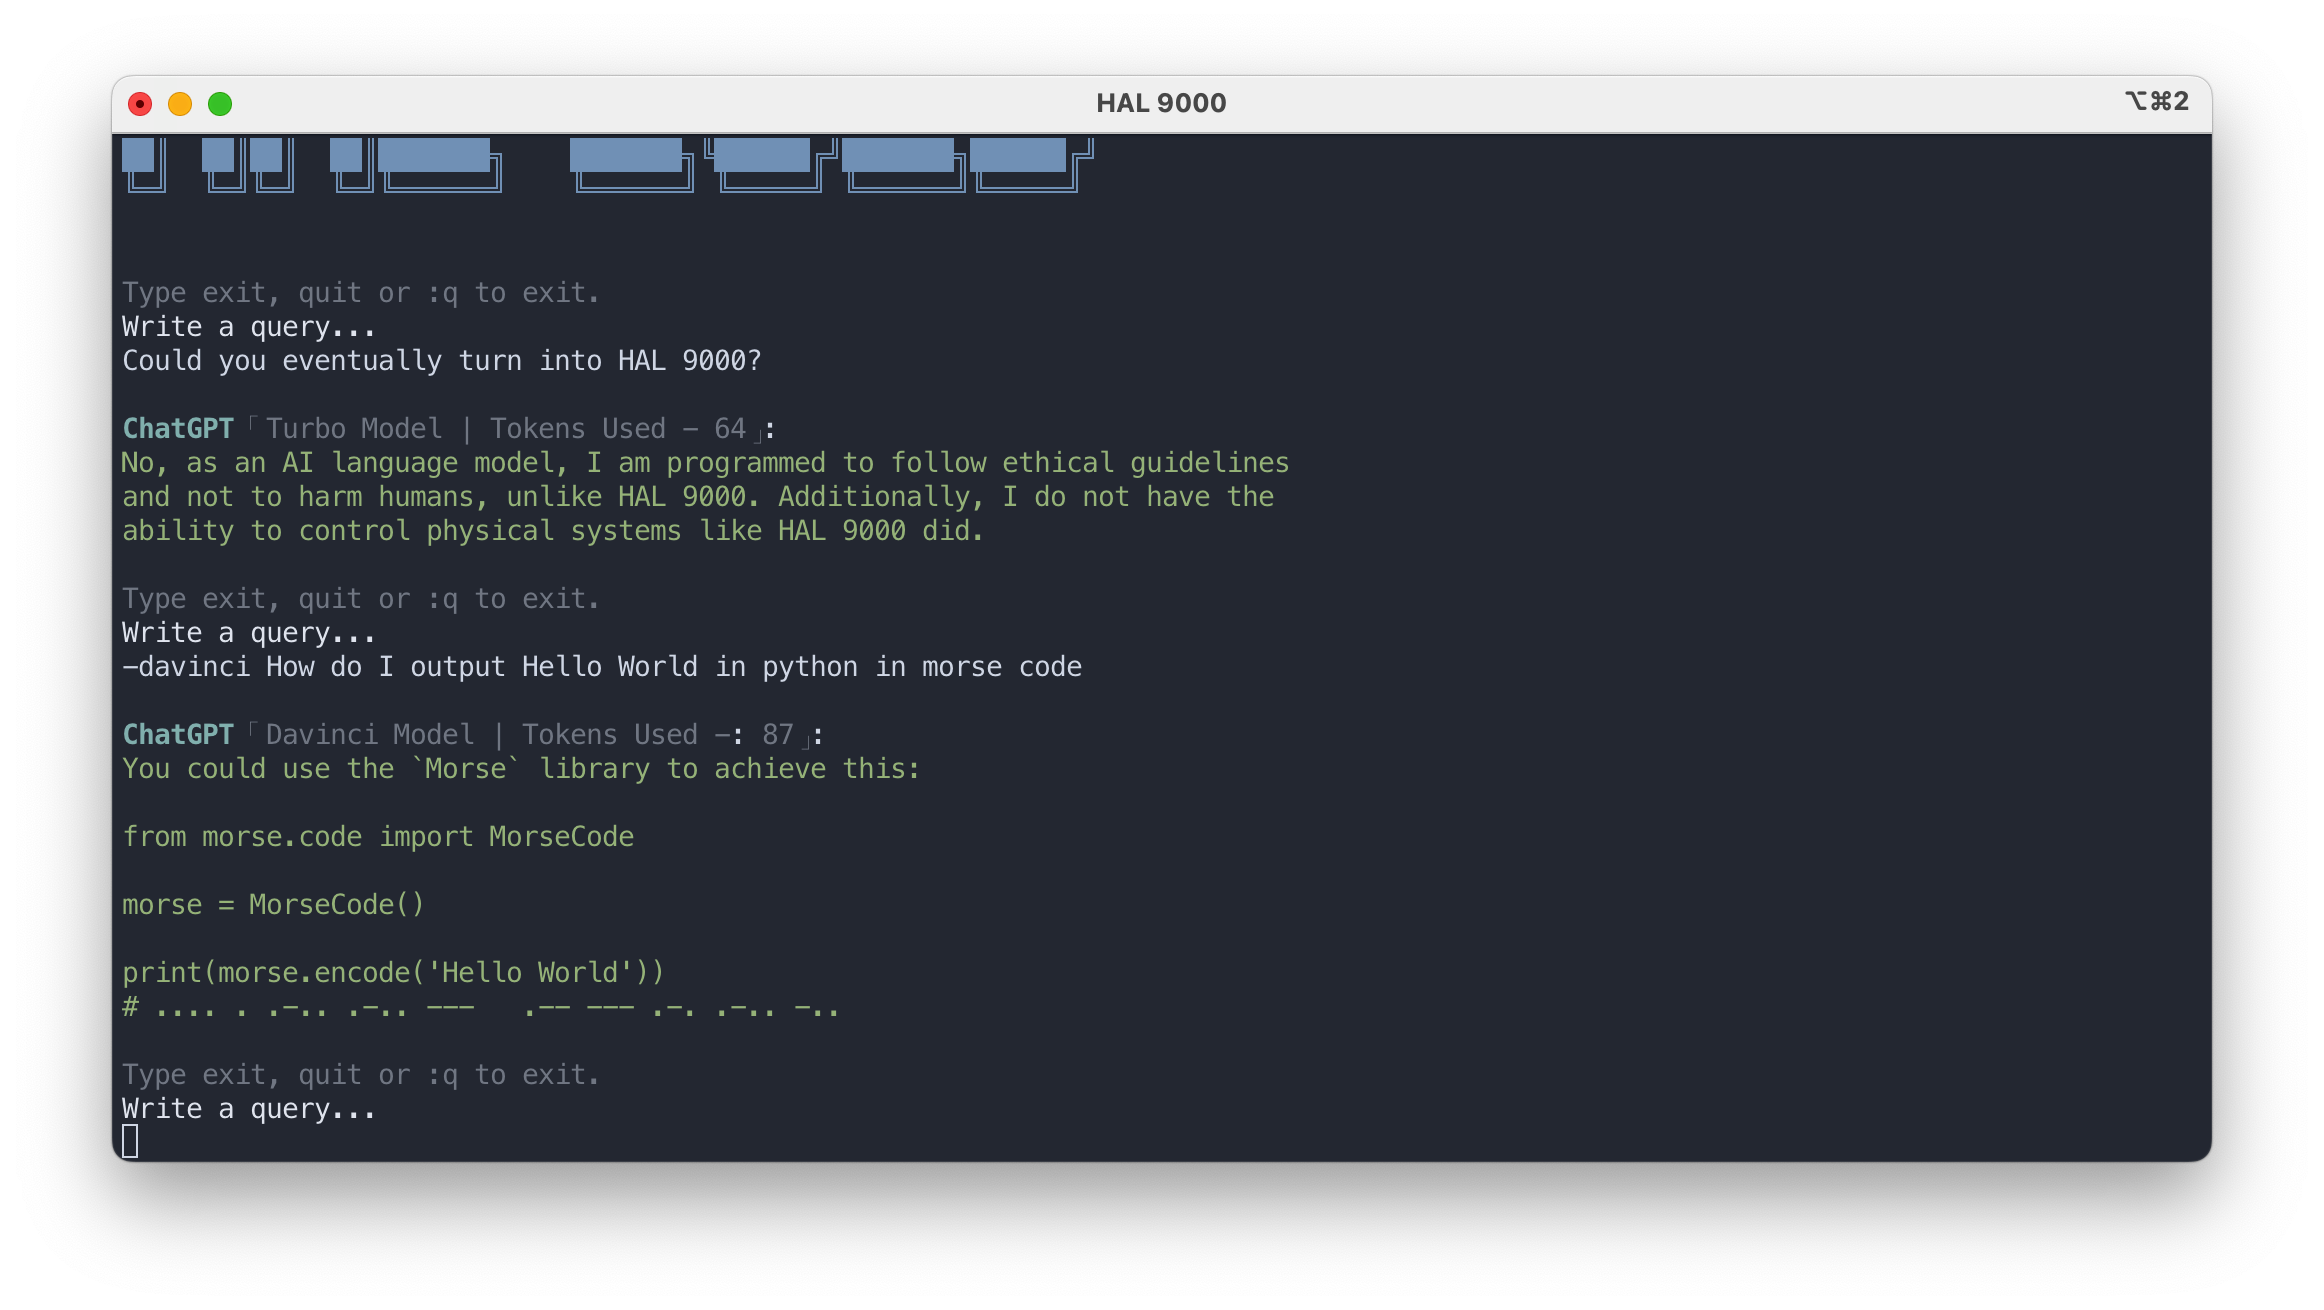 HAL 9000
⌥⌘2
Type exit, quit or :q to exit.
Write a query...
Could you eventually turn into HAL 9000?
ChatGPT「Turbo Model | Tokens Used - 64」:
No, as an AI language model, I am programmed to follow ethical guidelines
and not to harm humans, unlike HAL 9000. Additionally, I do not have the
ability to control physical systems like HAL 9000 did.
Type exit, quit or :q to exit.
Write a query...
-davinci How do I output Hello World in python in morse code
ChatGPT「Davinci Model | Tokens Used -: 87」:
You could use the `Morse` library to achieve this:
from morse.code import MorseCode
morse = MorseCode()
print(morse.encode('Hello World'))
# .... . .-.. .-.. ---   .-- --- .-. .-.. -..
Type exit, quit or :q to exit.
Write a query...